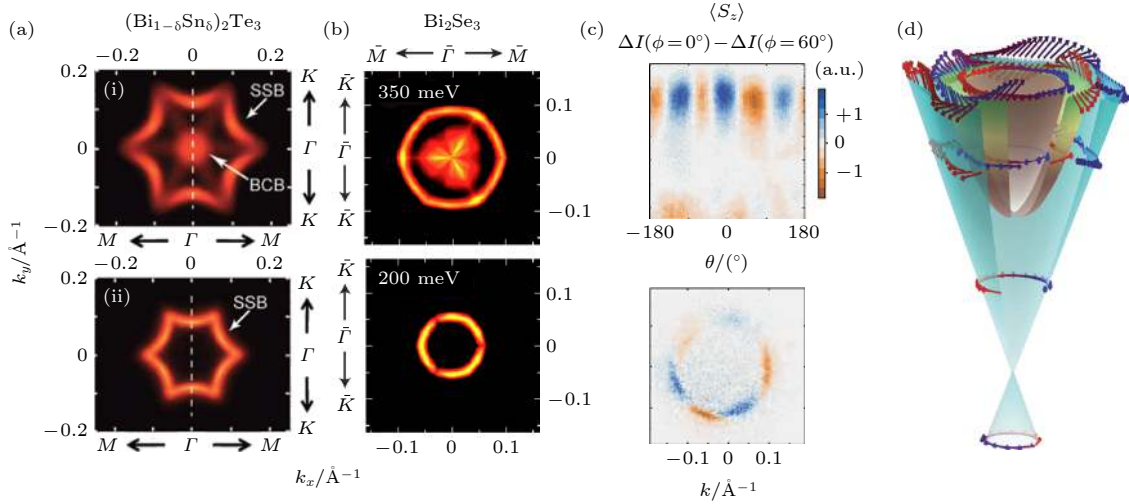 (a)
(Bi₁₋δSnδ)₂Te₃
−0.2 0 0.2
0.2
0
−0.2
(i)
SSB
BCB
K
Γ
K
M Γ M
−0.2 0 0.2
0.2
0
−0.2
(ii)
SSB
K
Γ
K
M Γ M
k_y/Å⁻¹
(b)
Bi₂Se₃
M̄ Γ̄ M̄
350 meV
K̄
Γ̄
K̄
0.1
0
−0.1
200 meV
K̄
Γ̄
K̄
0.1
0
−0.1
−0.1 0 0.1
k_x/Å⁻¹
(c)
⟨S_z⟩
ΔI(ϕ=0°)−ΔI(ϕ=60°)
(a.u.)
+1
0
−1
−180 0 180
θ/(°)
−0.1 0 0.1
k/Å⁻¹
(d)